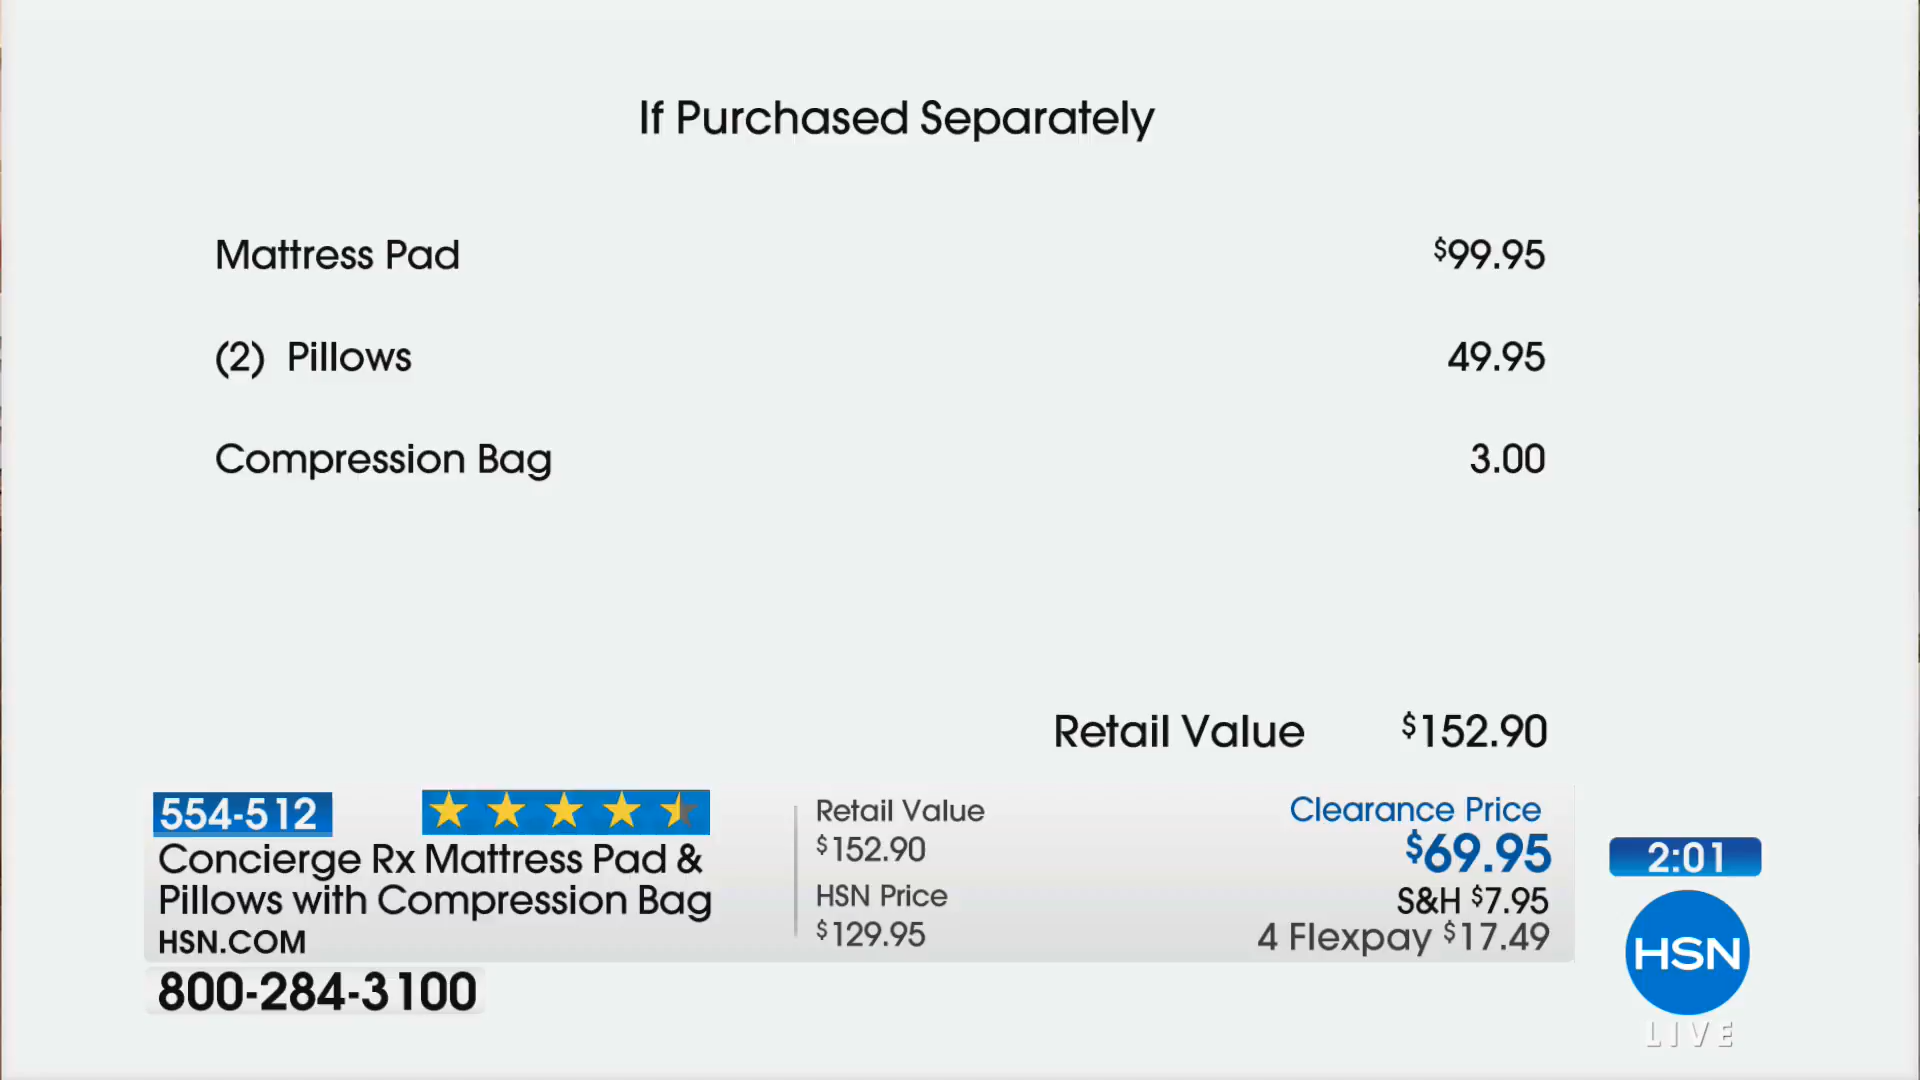 If Purchased Separately
Mattress Pad $99.95
(2) Pillows 49.95
Compression Bag 3.00
Retail Value $152.90
554-512
Concierge Rx Mattress Pad &
Pillows with Compression Bag
HSN.COM
800-284-3100
Retail Value
$152.90
HSN Price
$129.95
Clearance Price
$69.95
S&H $7.95
4 Flexpay $17.49
2:01
HSN
LIVE